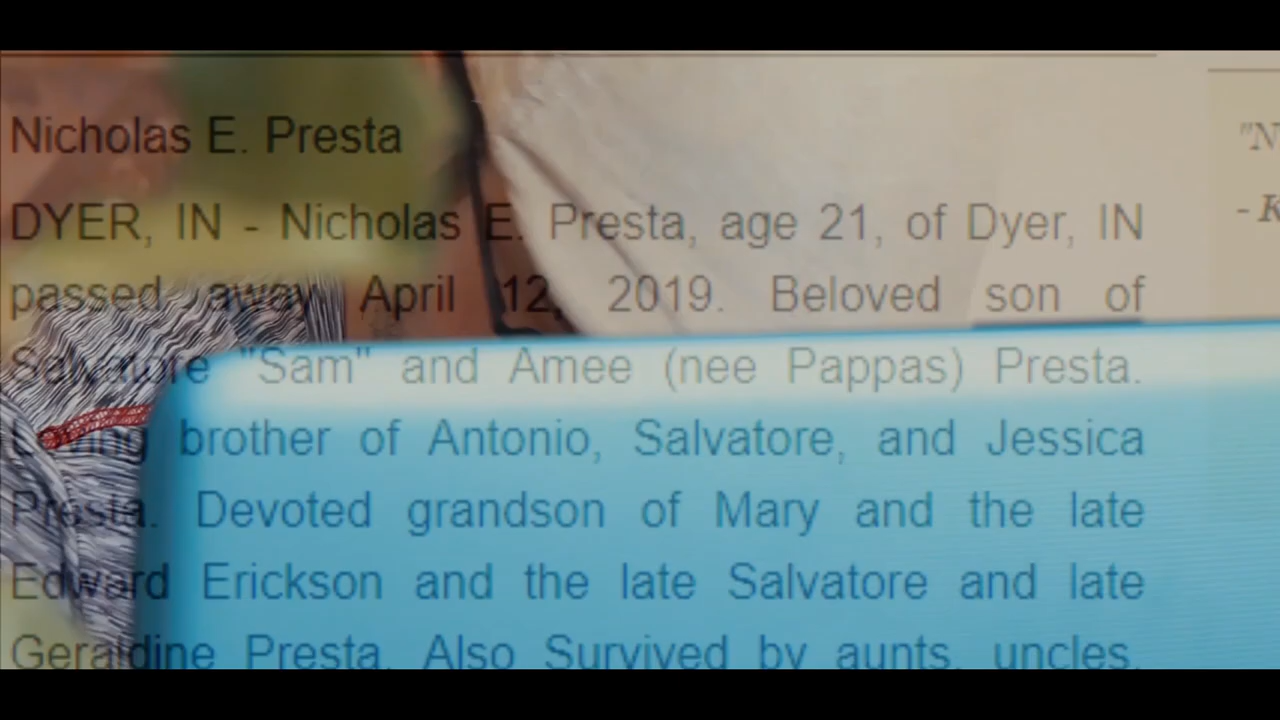 Nicholas E. Presta
DYER, IN - Nicholas E. Presta, age 21, of Dyer, IN
passed away April 12, 2019. Beloved son of
Salvatore "Sam" and Amee (nee Pappas) Presta.
Loving brother of Antonio, Salvatore, and Jessica
Presta. Devoted grandson of Mary and the late
Edward Erickson and the late Salvatore and late
Geraldine Presta. Also Survived by aunts, uncles,
"N
- K